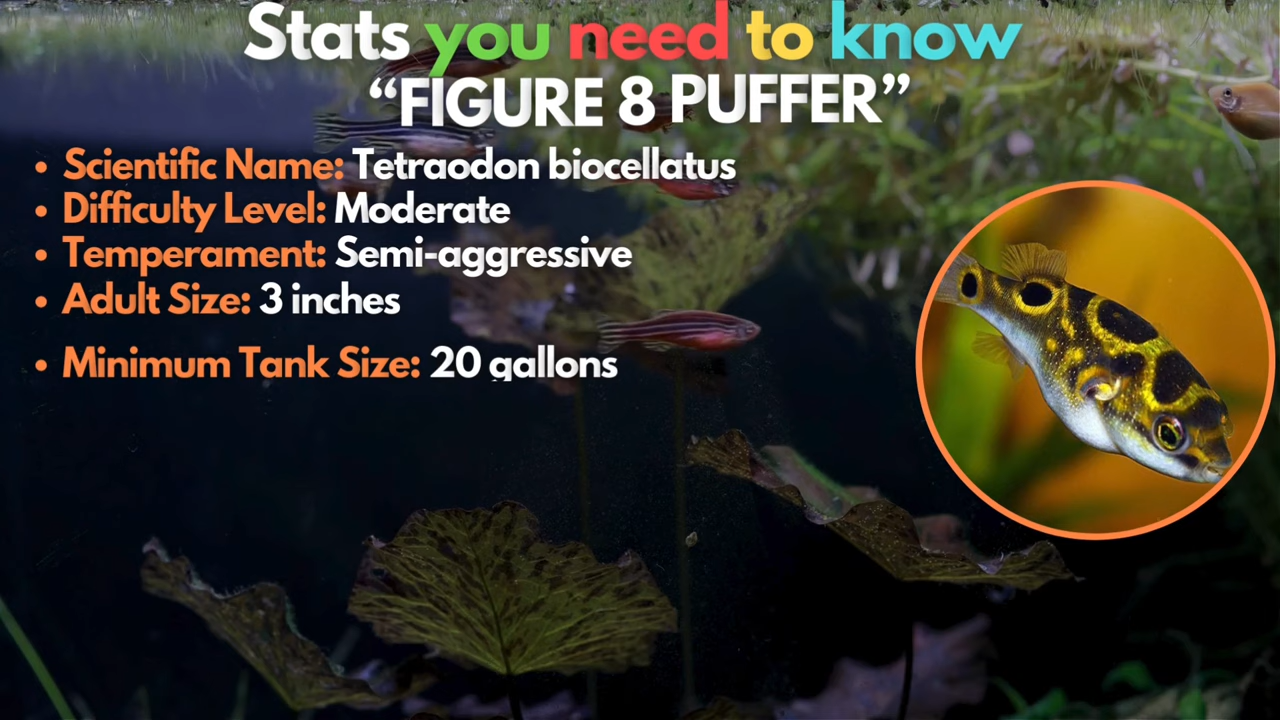 Stats you need to know
“FIGURE 8 PUFFER”
• Scientific Name: Tetraodon biocellatus
• Difficulty Level: Moderate
• Temperament: Semi-aggressive
• Adult Size: 3 inches
• Minimum Tank Size: 20 gallons